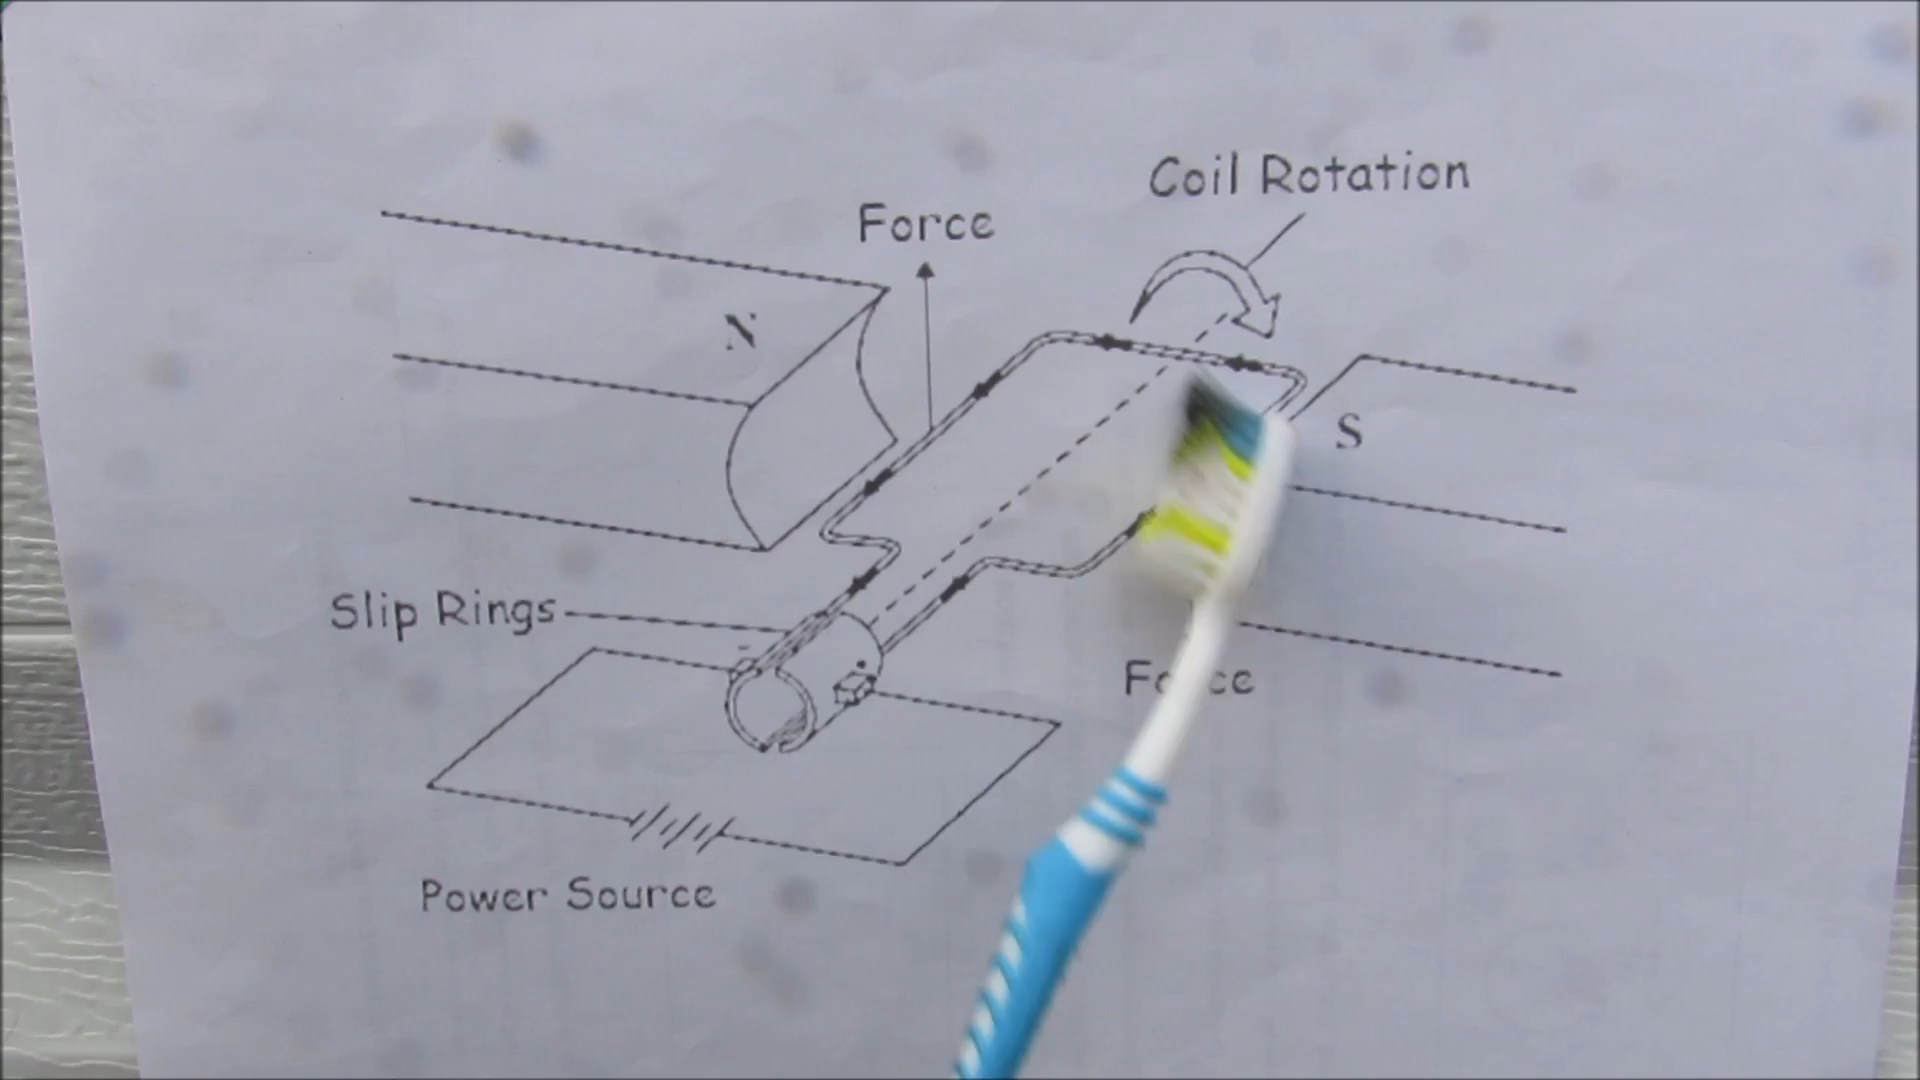 Coil Rotation
Force
N
S
Slip Rings
Power Source